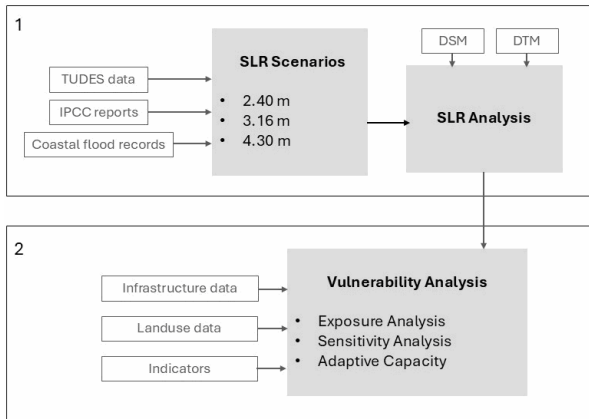 1
TUDES data
IPCC reports
Coastal flood records
SLR Scenarios
• 2.40 m
• 3.16 m
• 4.30 m
DSM
DTM
SLR Analysis
2
Infrastructure data
Landuse data
Indicators
Vulnerability Analysis
• Exposure Analysis
• Sensitivity Analysis
• Adaptive Capacity